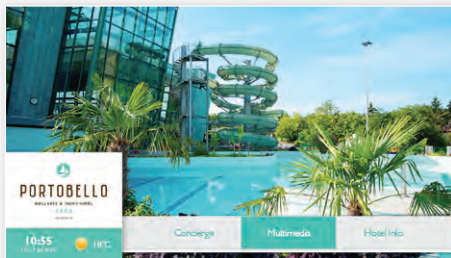 PORTOBELLO
WELLNESS & YACHT HOTEL
10:55
Concierge
Multimedia
Hotel Info